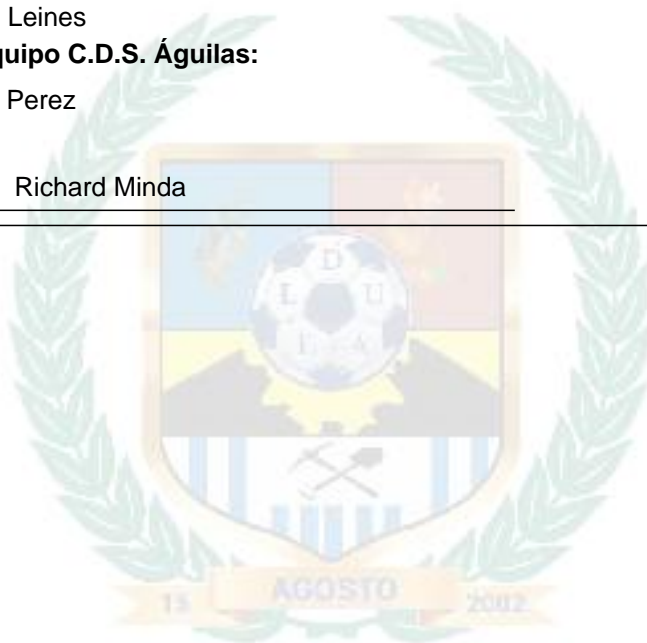 Leines
quipo C.D.S. Águilas:
Perez
Richard Minda
D
L U
E A
15 AGOSTO 2002